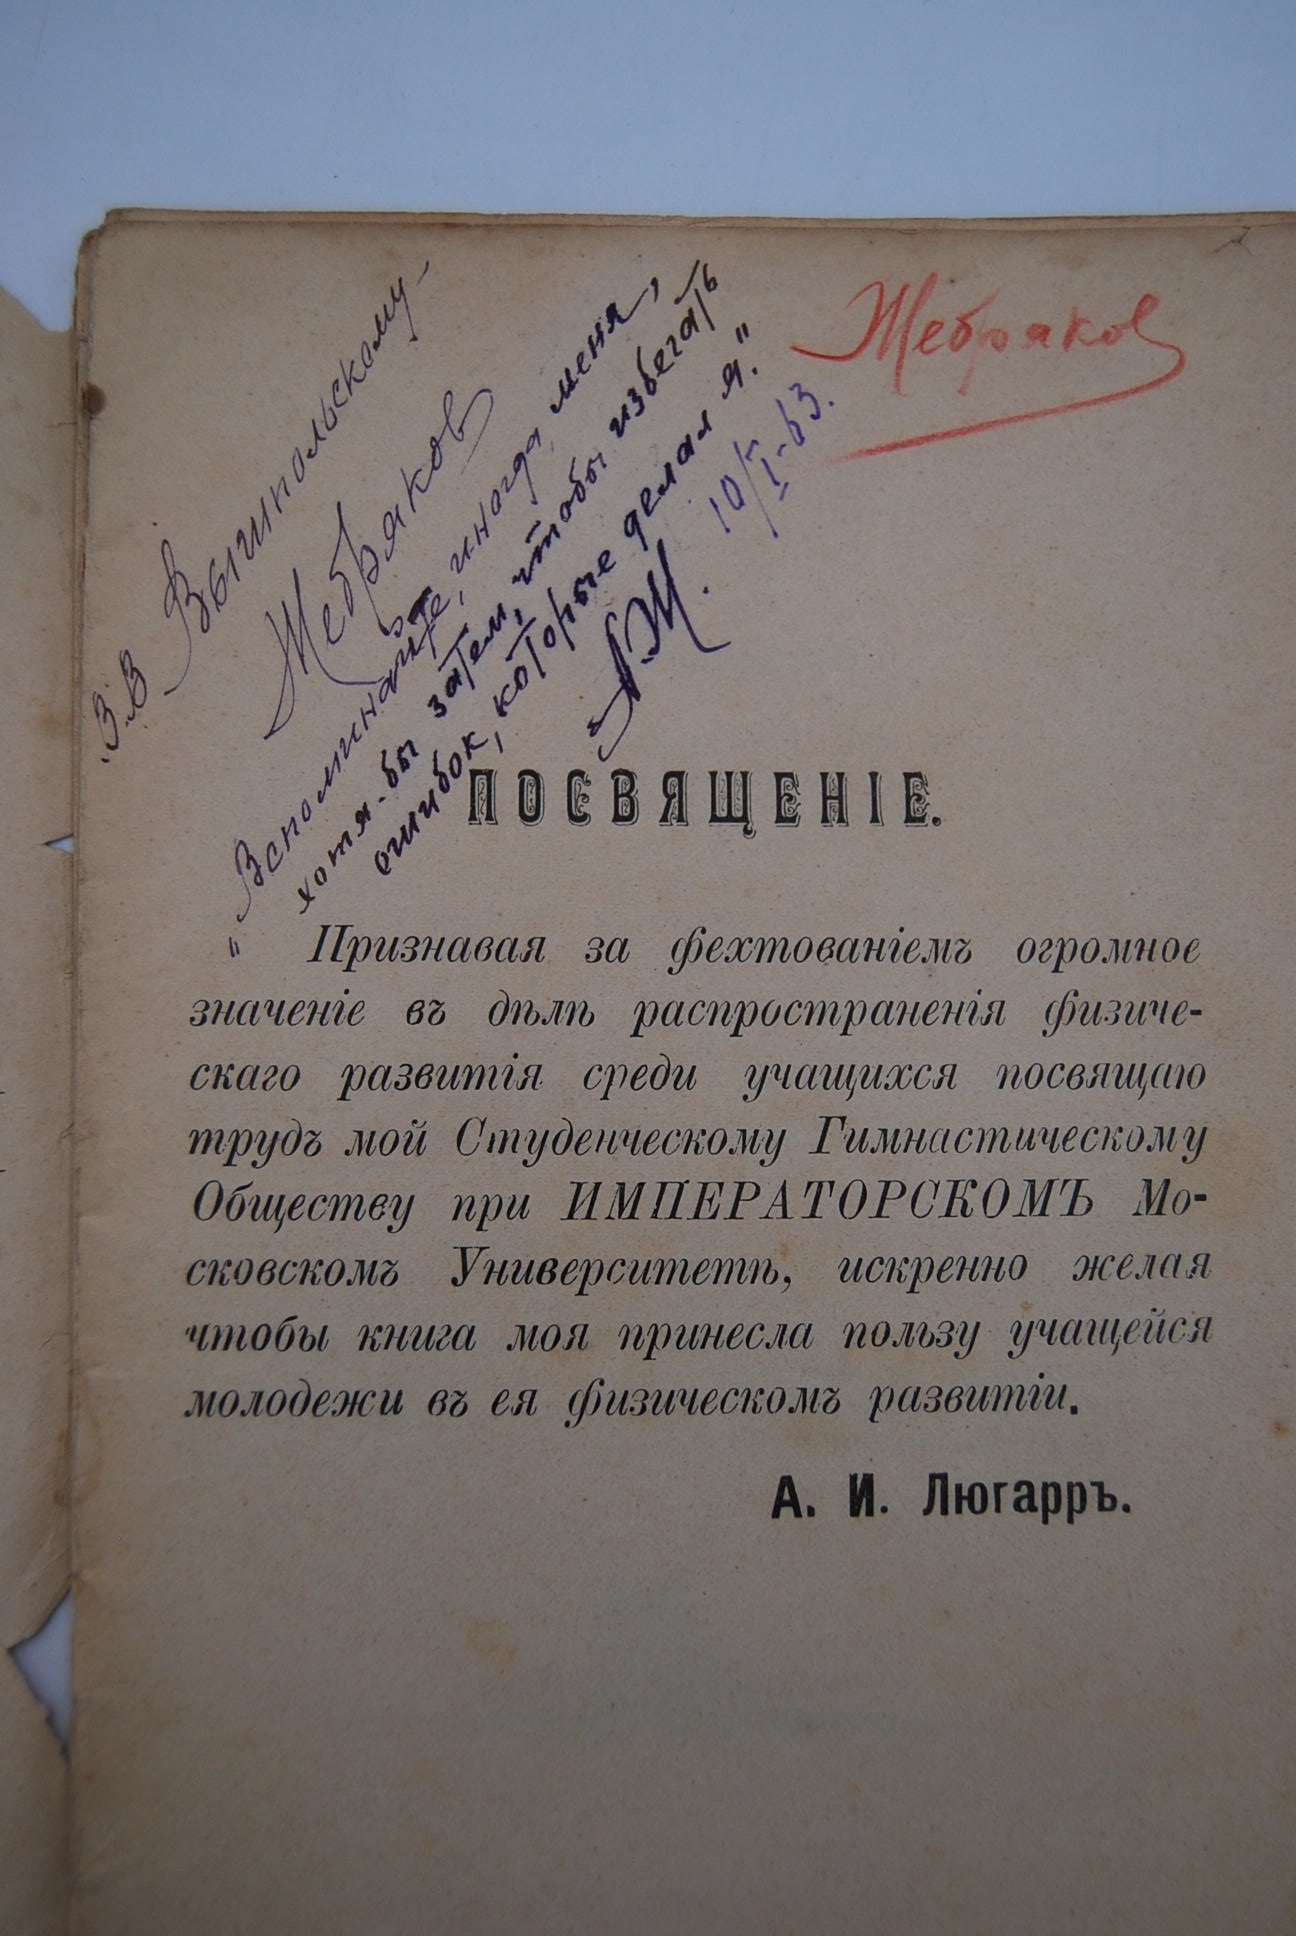 З.В Вышпольскому-
Жебряков
„Вспоминайте, иногда, меня,
хотя-бы затем, чтобы избегать
ошибок, которые делал я."
А.Ж.
10/I-63.
Жебряков
ПОСВЯЩЕНІЕ.
Признавая за фехтованіемъ огромное
значеніе въ дѣлѣ распространенія физиче-
скаго развитія среди учащихся посвящаю
трудъ мой Студенческому Гимнастическому
Обществу при ИМПЕРАТОРСКОМЪ Мо-
сковскомъ Университетѣ, искренно желая
чтобы книга моя принесла пользу учащейся
молодежи въ ея физическомъ развитіи.
А. И. Люгарръ.